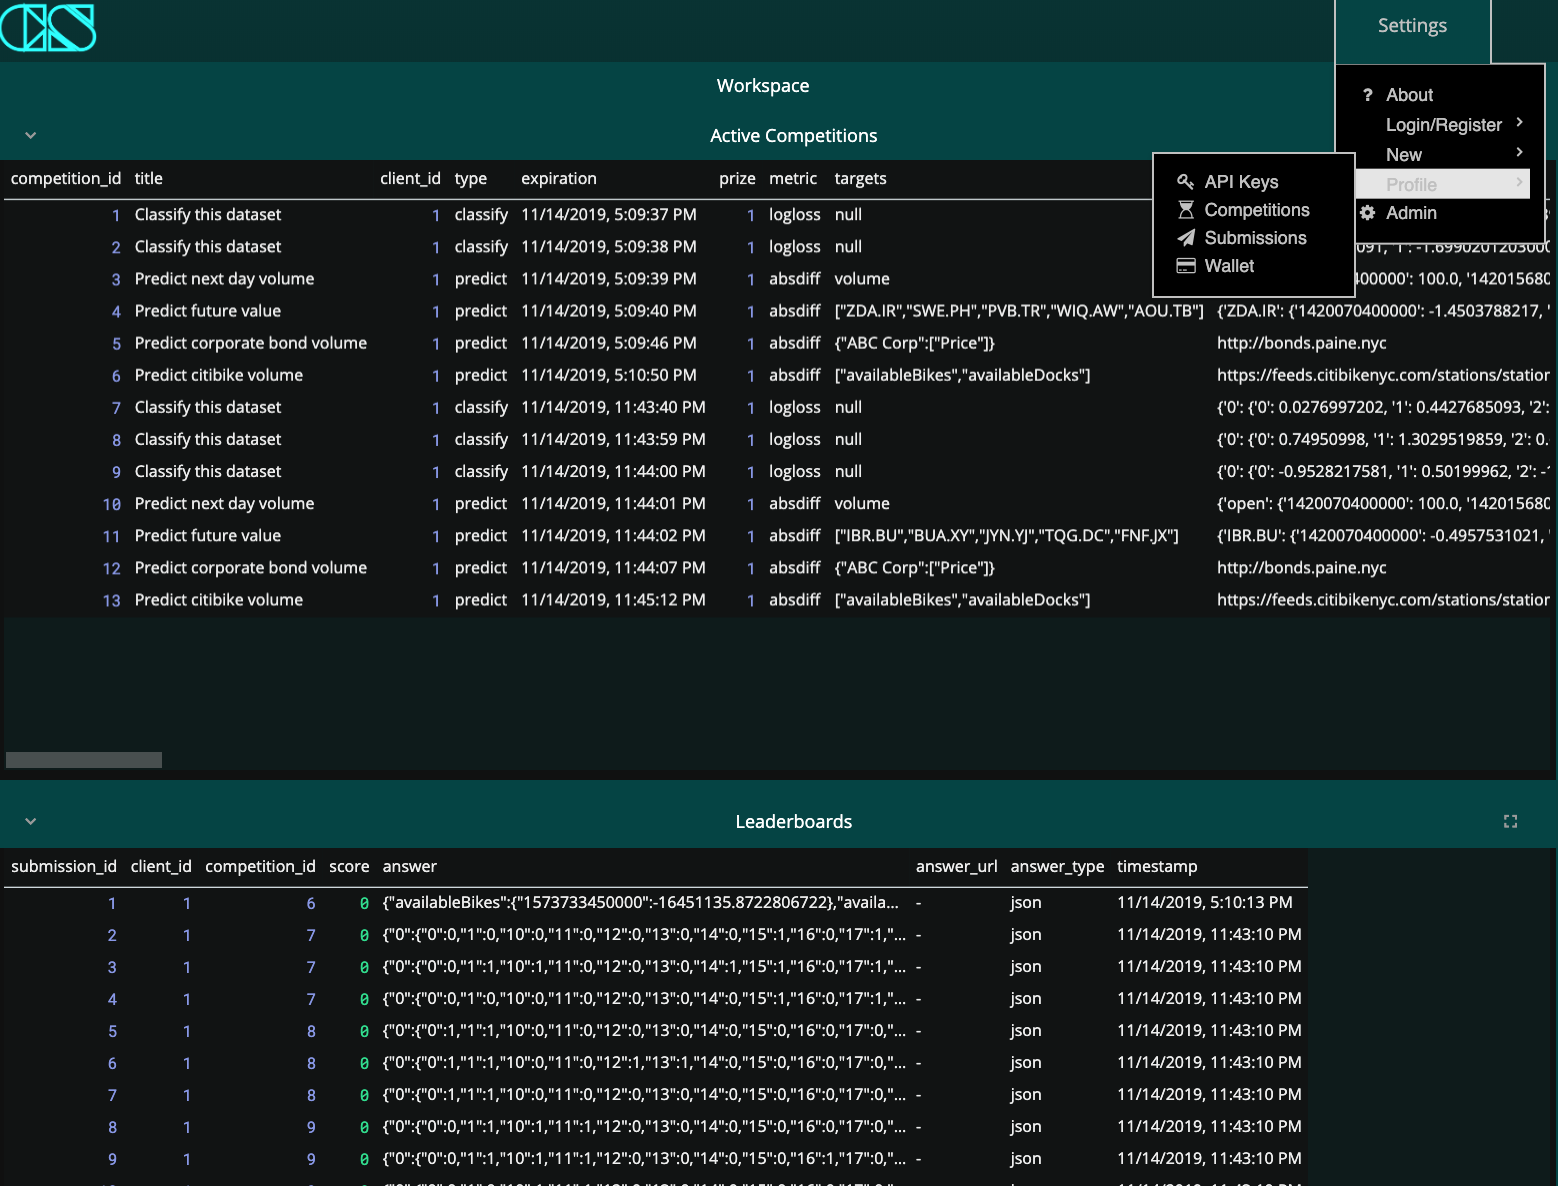 CS
Settings
Workspace
Active Competitions
? About
Login/Register
New
Profile
Admin
API Keys
Competitions
Submissions
Wallet
competition_id title client_id type expiration prize metric targets
1 Classify this dataset 1 classify 11/14/2019, 5:09:37 PM 1 logloss null
2 Classify this dataset 1 classify 11/14/2019, 5:09:38 PM 1 logloss null
3 Predict next day volume 1 predict 11/14/2019, 5:09:39 PM 1 absdiff volume 400000': 100.0, '142015680
4 Predict future value 1 predict 11/14/2019, 5:09:40 PM 1 absdiff ["ZDA.IR","SWE.PH","PVB.TR","WIQ.AW","AOU.TB"] {'ZDA.IR': {'1420070400000': -1.4503788217, '
5 Predict corporate bond volume 1 predict 11/14/2019, 5:09:46 PM 1 absdiff {"ABC Corp":["Price"]} http://bonds.paine.nyc
6 Predict citibike volume 1 predict 11/14/2019, 5:10:50 PM 1 absdiff ["availableBikes","availableDocks"] https://feeds.citibikenyc.com/stations/station
7 Classify this dataset 1 classify 11/14/2019, 11:43:40 PM 1 logloss null {'0': {'0': 0.0276997202, '1': 0.4427685093, '2':
8 Classify this dataset 1 classify 11/14/2019, 11:43:59 PM 1 logloss null {'0': {'0': 0.74950998, '1': 1.3029519859, '2': 0.
9 Classify this dataset 1 classify 11/14/2019, 11:44:00 PM 1 logloss null {'0': {'0': -0.9528217581, '1': 0.50199962, '2': -1
10 Predict next day volume 1 predict 11/14/2019, 11:44:01 PM 1 absdiff volume {'open': {'1420070400000': 100.0, '142015680
11 Predict future value 1 predict 11/14/2019, 11:44:02 PM 1 absdiff ["IBR.BU","BUA.XY","JYN.YJ","TQG.DC","FNF.JX"] {'IBR.BU': {'1420070400000': -0.4957531021, '
12 Predict corporate bond volume 1 predict 11/14/2019, 11:44:07 PM 1 absdiff {"ABC Corp":["Price"]} http://bonds.paine.nyc
13 Predict citibike volume 1 predict 11/14/2019, 11:45:12 PM 1 absdiff ["availableBikes","availableDocks"] https://feeds.citibikenyc.com/stations/station
Leaderboards
submission_id client_id competition_id score answer answer_url answer_type timestamp
1 1 6 0 {"availableBikes":{"1573733450000":-16451135.8722806722},"availa... - json 11/14/2019, 5:10:13 PM
2 1 7 0 {"0":{"0":0,"1":0,"10":0,"11":0,"12":0,"13":0,"14":0,"15":1,"16":0,"17":1,"... - json 11/14/2019, 11:43:10 PM
3 1 7 0 {"0":{"0":0,"1":1,"10":1,"11":0,"12":0,"13":0,"14":1,"15":1,"16":0,"17":1,"... - json 11/14/2019, 11:43:10 PM
4 1 7 0 {"0":{"0":0,"1":0,"10":0,"11":0,"12":0,"13":0,"14":0,"15":1,"16":0,"17":1,"... - json 11/14/2019, 11:43:10 PM
5 1 8 0 {"0":{"0":1,"1":1,"10":0,"11":0,"12":0,"13":0,"14":0,"15":0,"16":0,"17":0,"... - json 11/14/2019, 11:43:10 PM
6 1 8 0 {"0":{"0":1,"1":1,"10":0,"11":0,"12":1,"13":1,"14":0,"15":0,"16":0,"17":0,"... - json 11/14/2019, 11:43:10 PM
7 1 8 0 {"0":{"0":1,"1":1,"10":0,"11":0,"12":0,"13":0,"14":0,"15":0,"16":0,"17":0,"... - json 11/14/2019, 11:43:10 PM
8 1 9 0 {"0":{"0":0,"1":1,"10":1,"11":1,"12":0,"13":0,"14":0,"15":0,"16":0,"17":0,"... - json 11/14/2019, 11:43:10 PM
9 1 9 0 {"0":{"0":0,"1":1,"10":1,"11":1,"12":0,"13":0,"14":0,"15":0,"16":1,"17":0,"... - json 11/14/2019, 11:43:10 PM